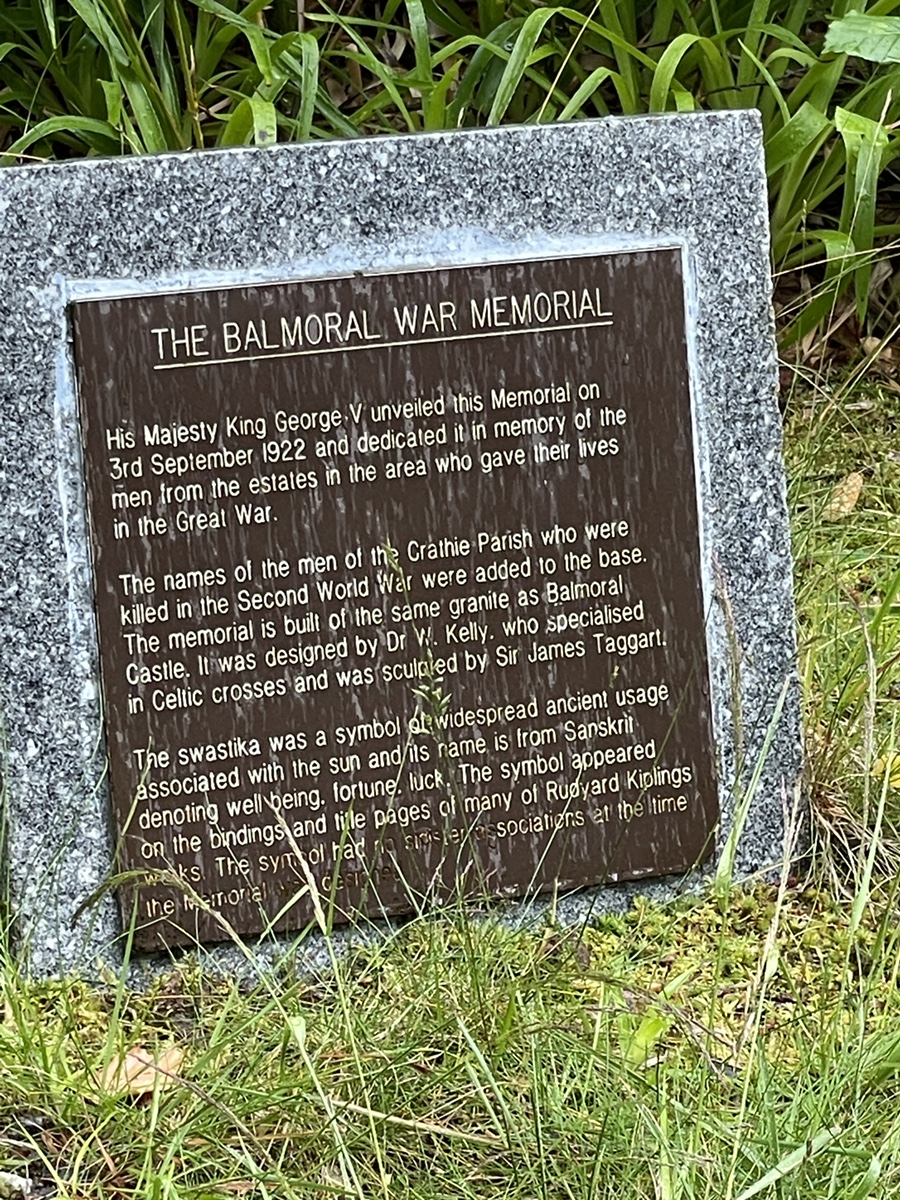 THE BALMORAL WAR MEMORIAL
His Majesty King George V unveiled this Memorial on
3rd September 1922 and dedicated it in memory of the
men from the estates in the area who gave their lives
in the Great War.
The names of the men of the Crathie Parish who were
killed in the Second World War were added to the base.
The memorial is built of the same granite as Balmoral
Castle. It was designed by Dr W. Kelly, who specialised
in Celtic crosses and was sculpted by Sir James Taggart.
The swastika was a symbol of widespread ancient usage
associated with the sun and its name is from Sanskrit
denoting well being, fortune, luck. The symbol appeared
on the bindings and title pages of many of Rudyard Kiplings
works. The symbol had no sinister associations at the time
the Memorial was designed